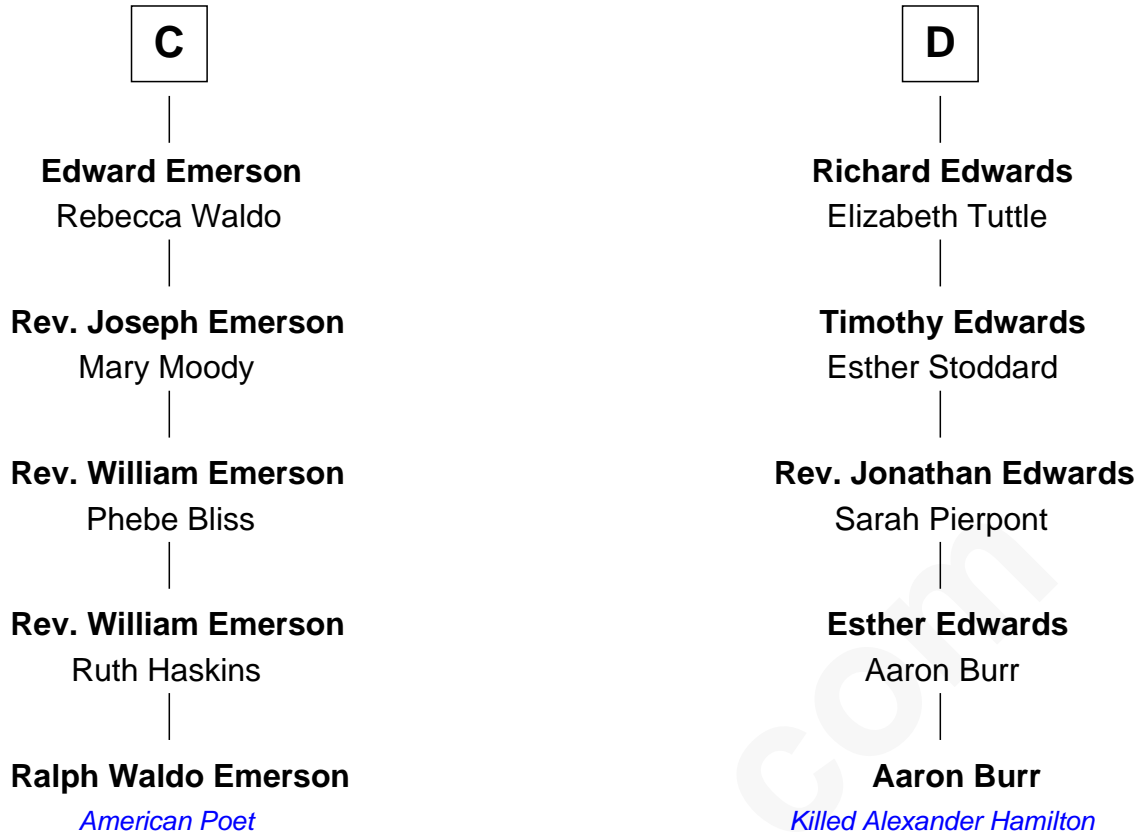 C
D
Edward Emerson
Rebecca Waldo
Richard Edwards
Elizabeth Tuttle
Rev. Joseph Emerson
Mary Moody
Timothy Edwards
Esther Stoddard
Rev. William Emerson
Phebe Bliss
Rev. Jonathan Edwards
Sarah Pierpont
Rev. William Emerson
Ruth Haskins
Esther Edwards
Aaron Burr
Ralph Waldo Emerson
American Poet
Aaron Burr
Killed Alexander Hamilton
com